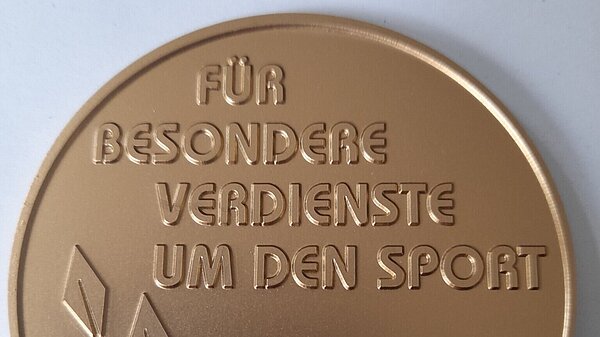 FÜR
BESONDERE
VERDIENSTE
UM DEN SPORT